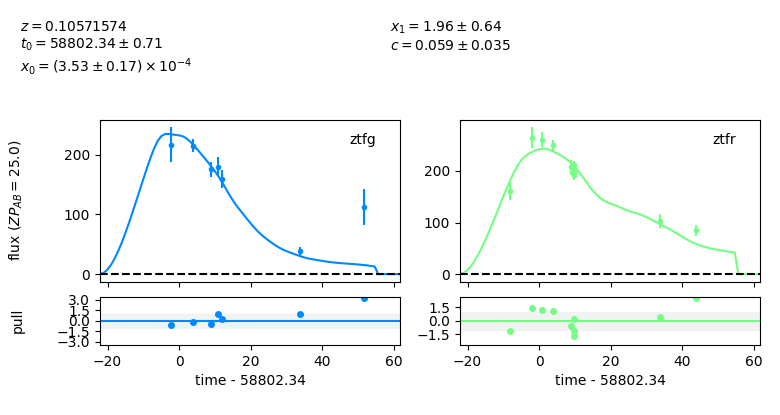 z = 0.10571574
t₀ = 58802.34 ± 0.71
x₀ = (3.53 ± 0.17) × 10⁻⁴
x₁ = 1.96 ± 0.64
c = 0.059 ± 0.035
flux (ZP_AB = 25.0)
200
100
0
ztfg
200
100
0
ztfr
pull
3.0
1.5
0.0
−1.5
−3.0
−20 0 20 40 60
time - 58802.34
1.5
0.0
−1.5
−20 0 20 40 60
time - 58802.34